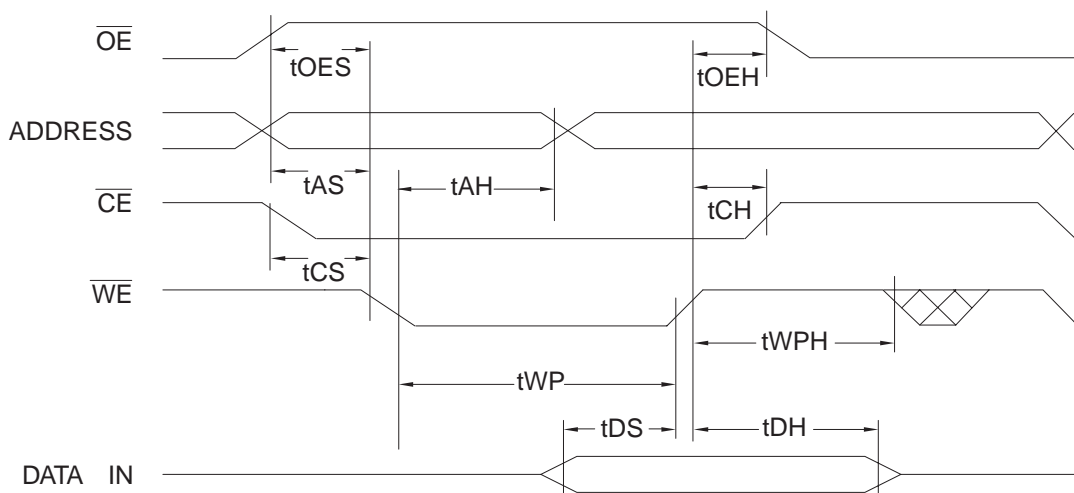 OE
tOES
tOEH
ADDRESS
tAS
tAH
tCH
CE
tCS
WE
tWPH
tWP
tDS
tDH
DATA IN